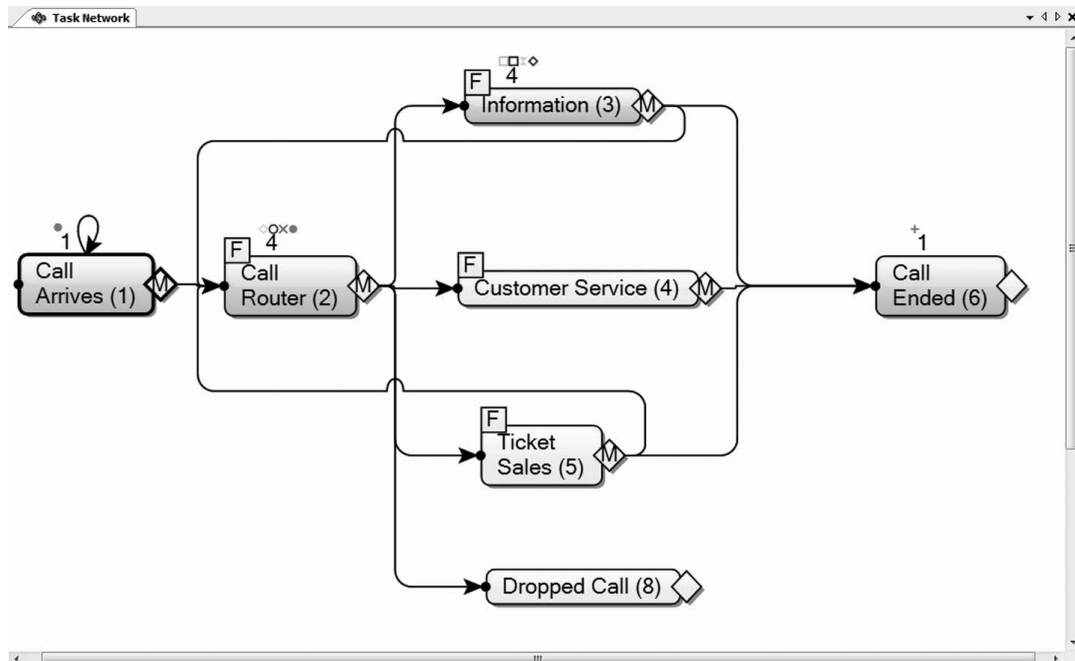 Task Network
4
F
Information (3)
M
1
Call
Arrives (1)
M
4
F
Call
Router (2)
M
F
Customer Service (4)
M
1
Call
Ended (6)
F
Ticket
Sales (5)
M
Dropped Call (8)